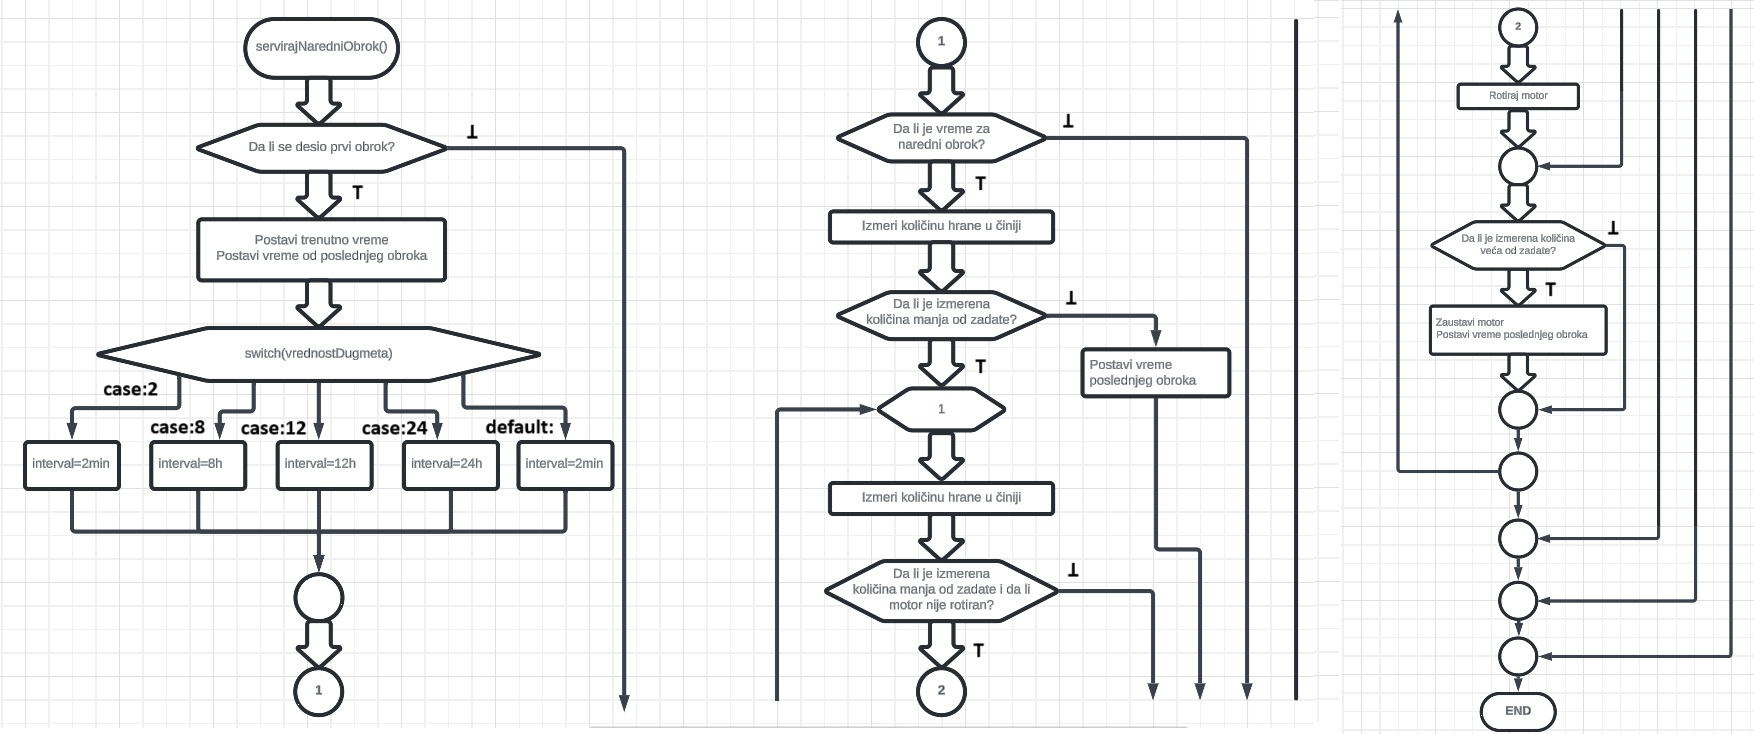 servirajNaredniObrok()
Da li se desio prvi obrok?
⊥
T
Postavi trenutno vreme
Postavi vreme od poslednjeg obroka
switch(vrednostDugmeta)
case:2
case:8
case:12
case:24
default:
interval=2min
interval=8h
interval=12h
interval=24h
interval=2min
1
1
Da li je vreme za
naredni obrok?
⊥
T
Izmeri količinu hrane u činiji
Da li je izmerena
količina manja od zadate?
⊥
T
Postavi vreme
poslednjeg obroka
1
Izmeri količinu hrane u činiji
Da li je izmerena
količina manja od zadate i da li
motor nije rotiran?
⊥
T
2
2
Rotiraj motor
Da li je izmerena količina
veća od zadate?
⊥
T
Zaustavi motor
Postavi vreme poslednjeg obroka
END